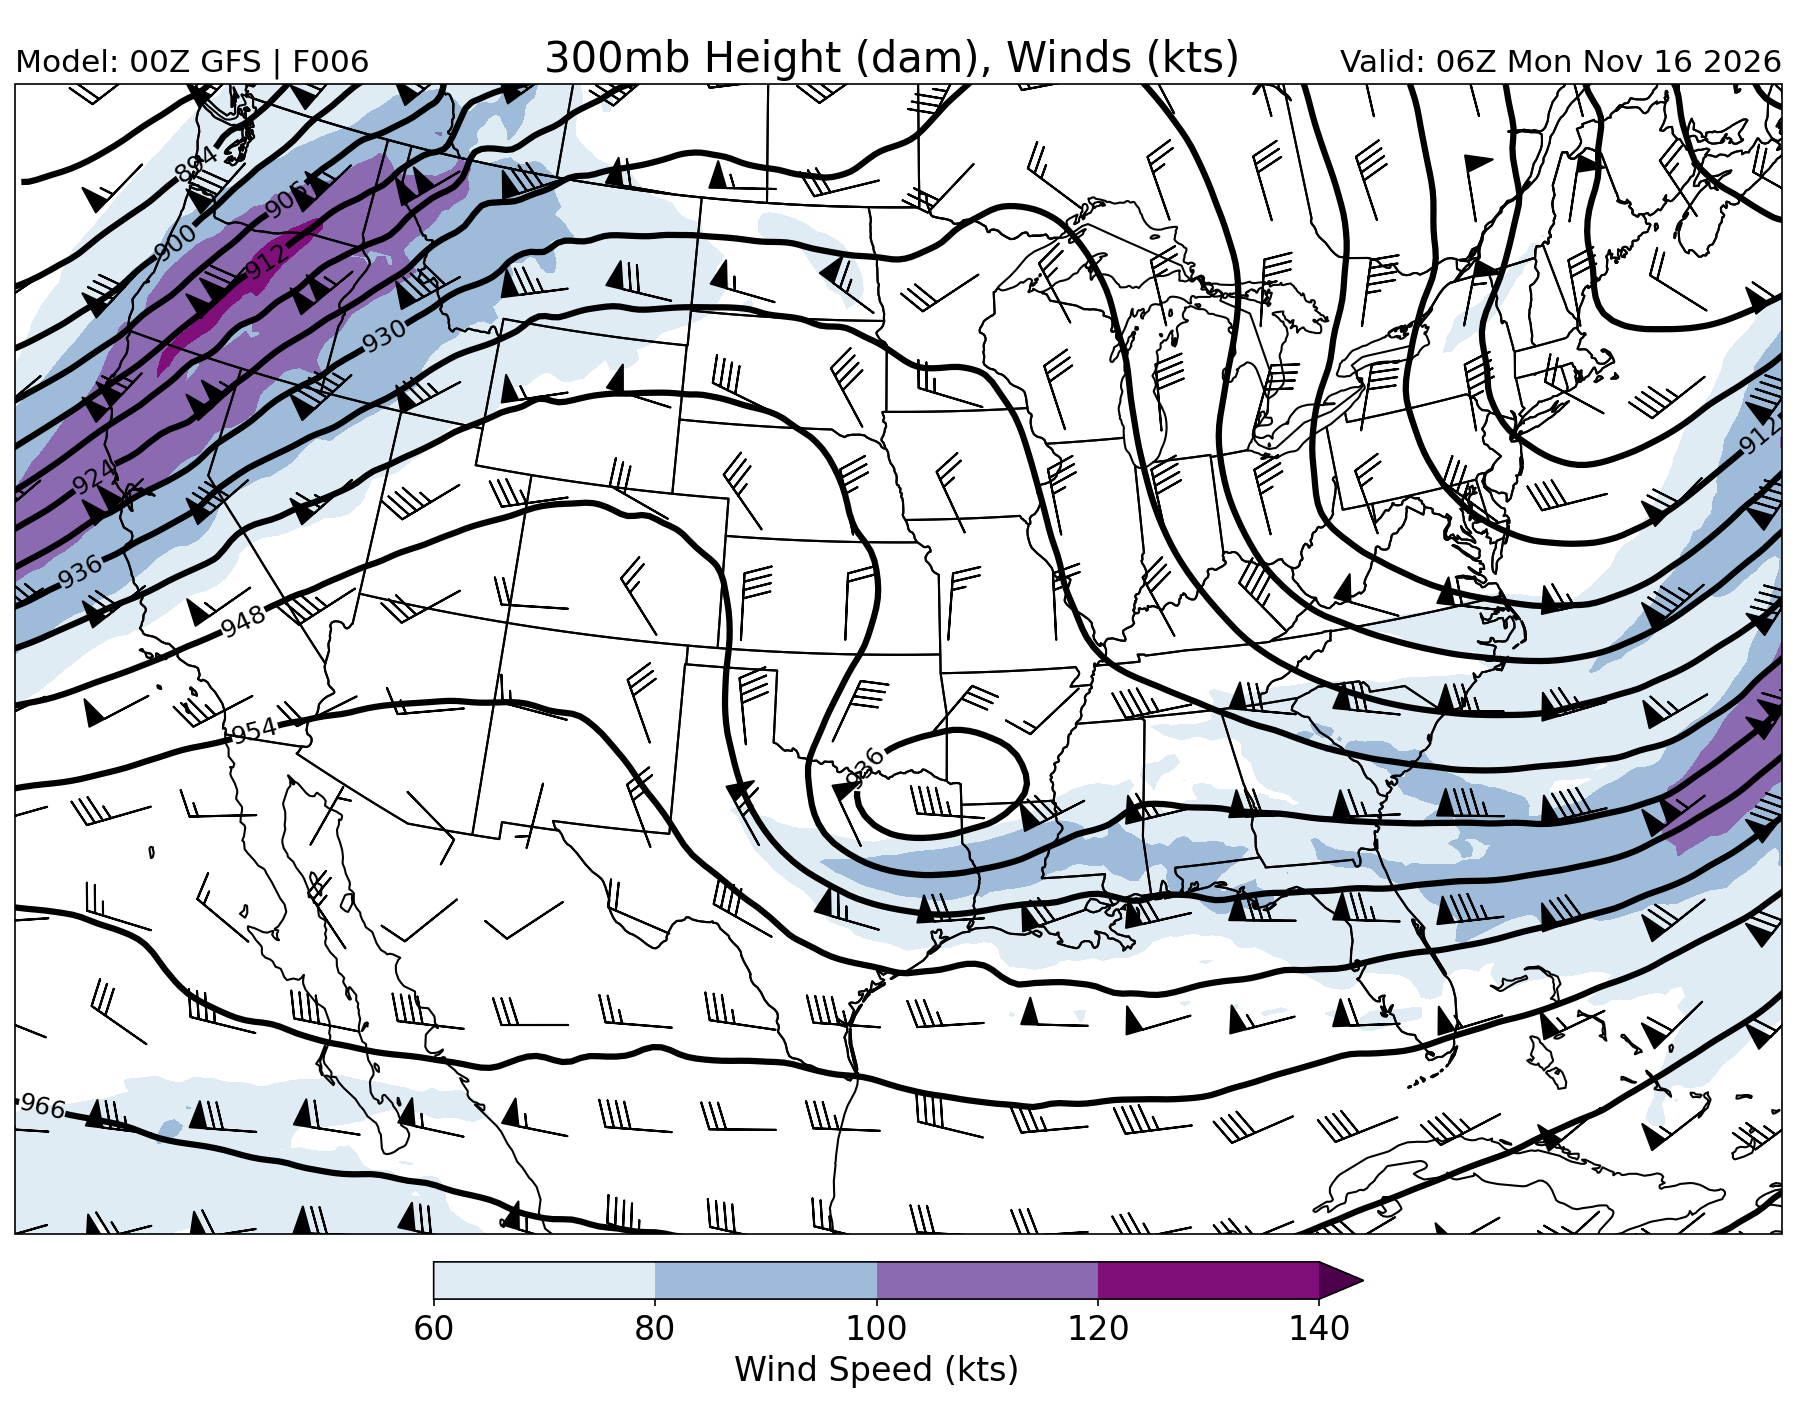 Model: 00Z GFS | F006
300mb Height (dam), Winds (kts)
Valid: 06Z Mon Nov 16 2026
894
905
900
912
930
924
912
936
948
954
936
966
60 80 100 120 140
Wind Speed (kts)